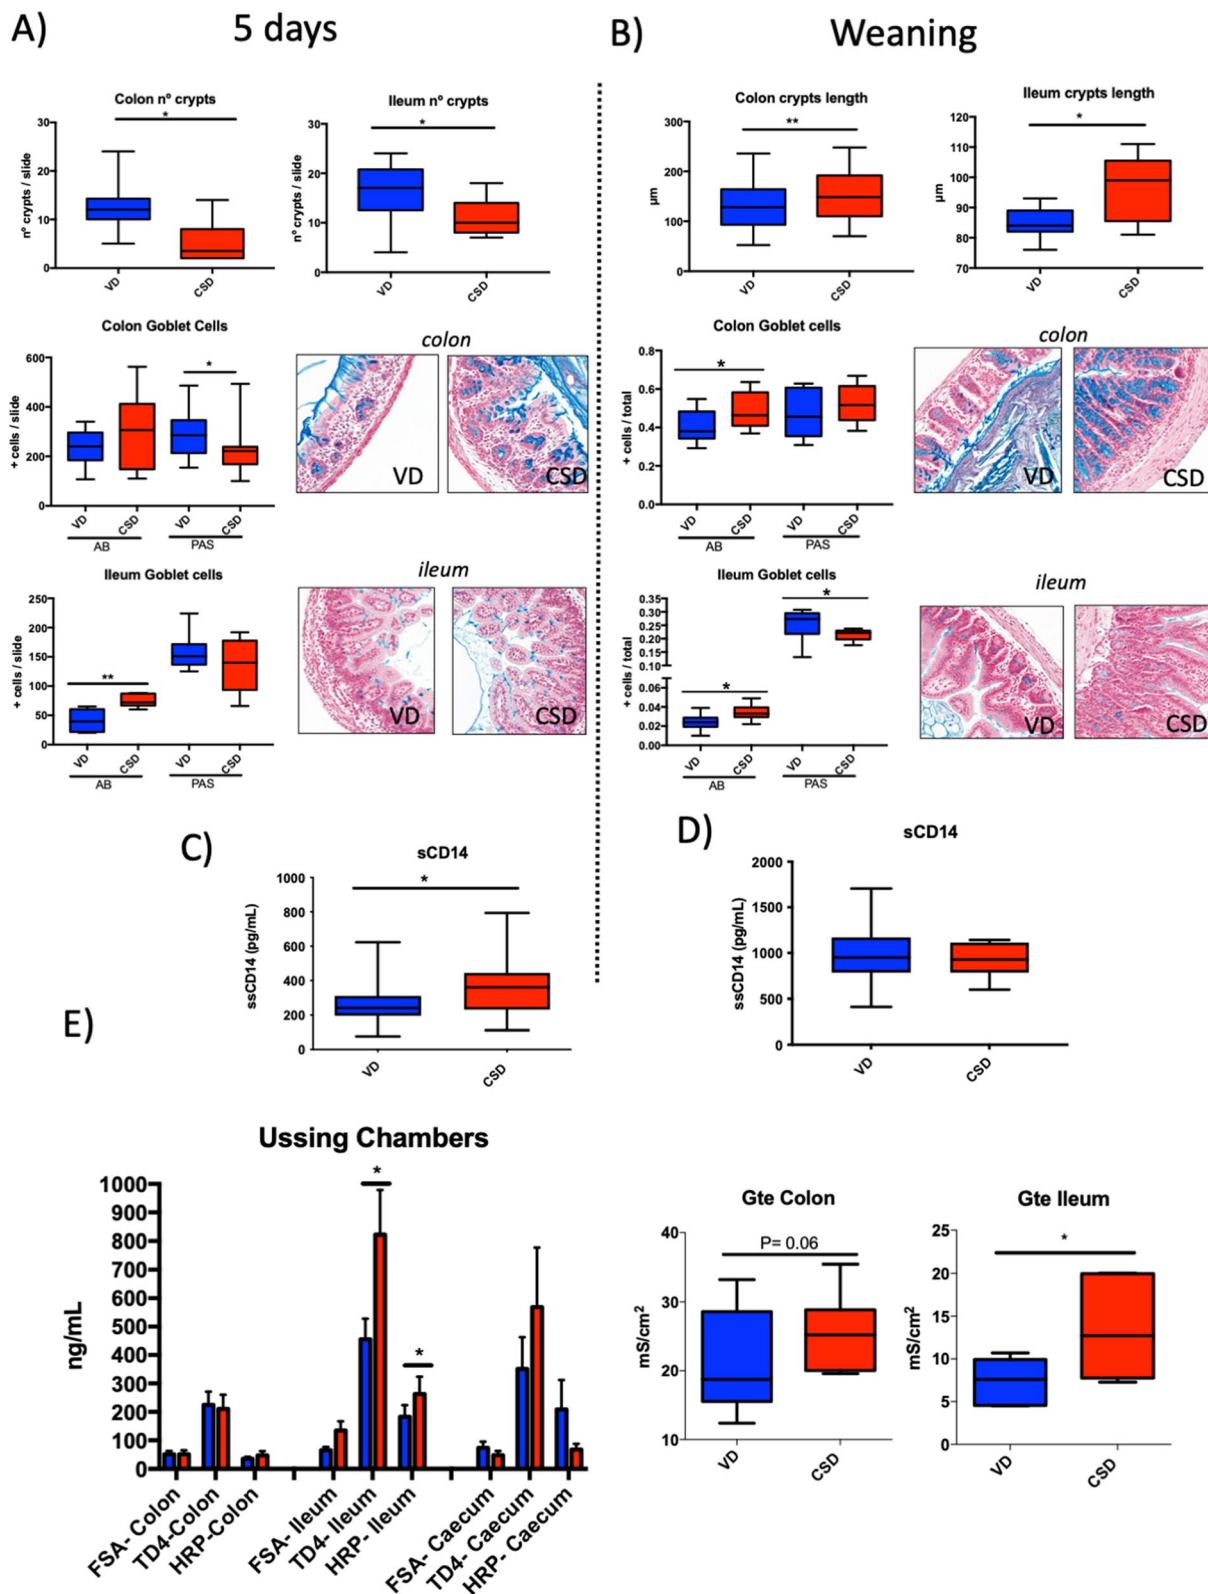 A) 5 days
B) Weaning
Colon nº crypts
*
nº crypts / slide
30
20
10
0
VD
CSD
Ileum nº crypts
*
nº crypts / slide
30
20
10
0
VD
CSD
Colon crypts length
**
µm
300
200
100
0
VD
CSD
Ileum crypts length
*
µm
120
110
100
90
80
70
VD
CSD
Colon Goblet Cells
*
+ cells / slide
600
400
200
0
VD
CSD
VD
CSD
AB
PAS
colon
VD
CSD
Colon Goblet cells
*
+ cells / total
0.8
0.6
0.4
0.2
0.0
VD
CSD
VD
CSD
AB
PAS
colon
VD
CSD
Ileum Goblet cells
**
+ cells / slide
250
200
150
100
50
0
VD
CSD
VD
CSD
AB
PAS
ileum
VD
CSD
Ileum Goblet cells
*
*
+ cells / total
0.35
0.30
0.25
0.20
0.15
0.10
0.06
0.04
0.02
0.00
VD
CSD
VD
CSD
AB
PAS
ileum
VD
CSD
C)
sCD14
*
ssCD14 (pg/mL)
1000
800
600
400
200
0
VD
CSD
D)
sCD14
ssCD14 (pg/mL)
2000
1500
1000
500
0
VD
CSD
E)
Ussing Chambers
*
*
ng/mL
1000
900
800
700
600
500
400
300
200
100
0
FSA- Colon
TD4-Colon
HRP-Colon
FSA- Ileum
TD4- Ileum
HRP- Ileum
FSA- Caecum
TD4- Caecum
HRP- Caecum
Gte Colon
P= 0.06
mS/cm²
40
30
20
10
VD
CSD
Gte Ileum
*
mS/cm²
25
20
15
10
5
0
VD
CSD